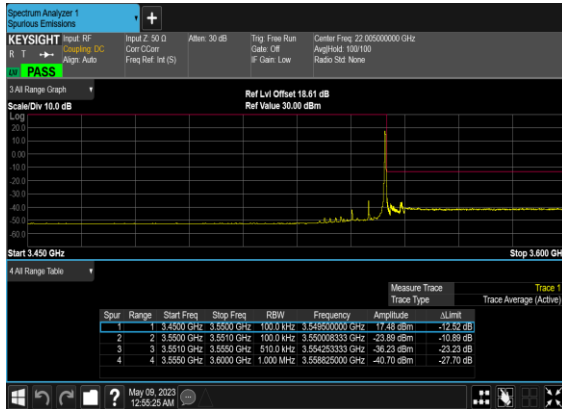 Spectrum Analyzer 1
Spurious Emissions
+
KEYSIGHT Input: RF Input Z: 50 Ω Atten: 30 dB Trig: Free Run Center Freq: 22.005000000 GHz
R T Coupling: DC Corr CCorr Gate: Off Avg|Hold: 100/100
Align: Auto Freq Ref: Int (S) IF Gain: Low Radio Std: None
PASS
3 All Range Graph
Ref Lvl Offset 18.61 dB
Scale/Div 10.0 dB Ref Value 30.00 dBm
Log
20.0
10.0
0.00
-10.0
-20.0
-30.0
-40.0
-50.0
-60.0
Start 3.450 GHz Stop 3.600 GH
4 All Range Table
Measure Trace Trace 1
Trace Type Trace Average (Active)
Spur Range Start Freq Stop Freq RBW Frequency Amplitude ΔLimit
1 1 3.4500 GHz 3.5500 GHz 100.0 kHz 3.549500000 GHz 17.48 dBm -12.52 dB
2 2 3.5500 GHz 3.5510 GHz 100.0 kHz 3.550008333 GHz -23.89 dBm -10.89 dB
3 3 3.5510 GHz 3.5550 GHz 510.0 kHz 3.554253333 GHz -36.23 dBm -23.23 dB
4 4 3.5550 GHz 3.6000 GHz 1.000 MHz 3.558825000 GHz -40.70 dBm -27.70 dB
? May 09, 2023
12:55:25 AM